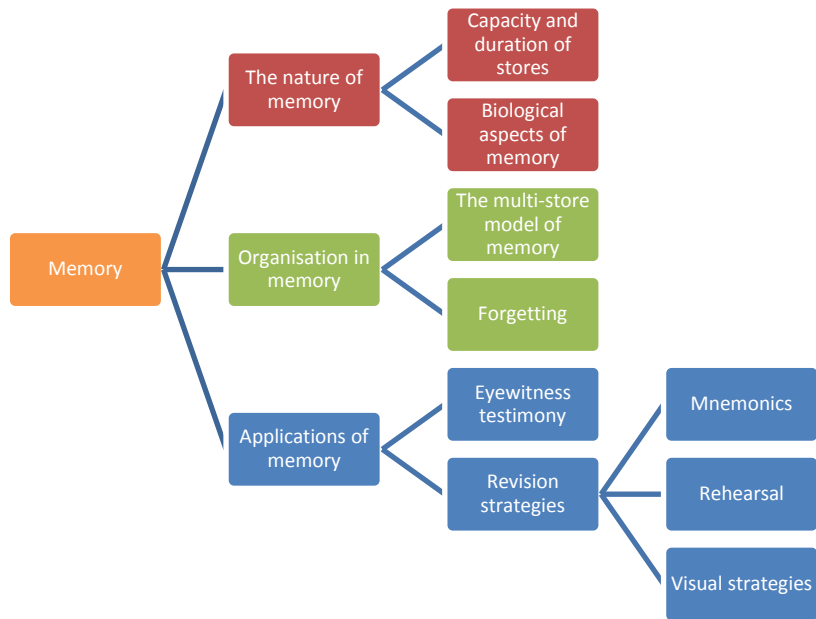 Memory
The nature of
memory
Capacity and
duration of
stores
Biological
aspects of
memory
Organisation in
memory
The multi-store
model of
memory
Forgetting
Applications of
memory
Eyewitness
testimony
Revision
strategies
Mnemonics
Rehearsal
Visual strategies